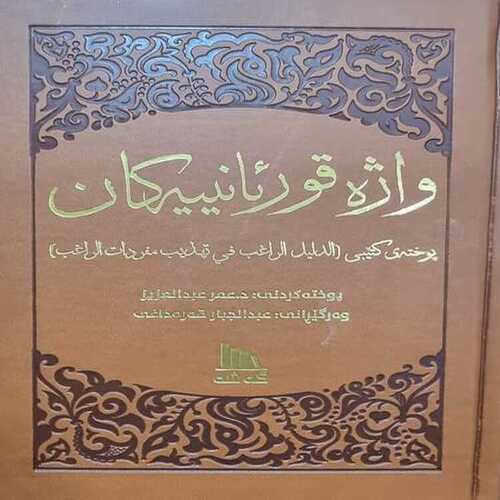 واژە قورئانییەکان
پوختەی کتێبی (الدلیل الراغب في تهذیب مفردات الراغب)
پوختەکردنی: د.عمر عبدالعزیز
وەرگێڕانی: عبدالجبار قەرەداغی